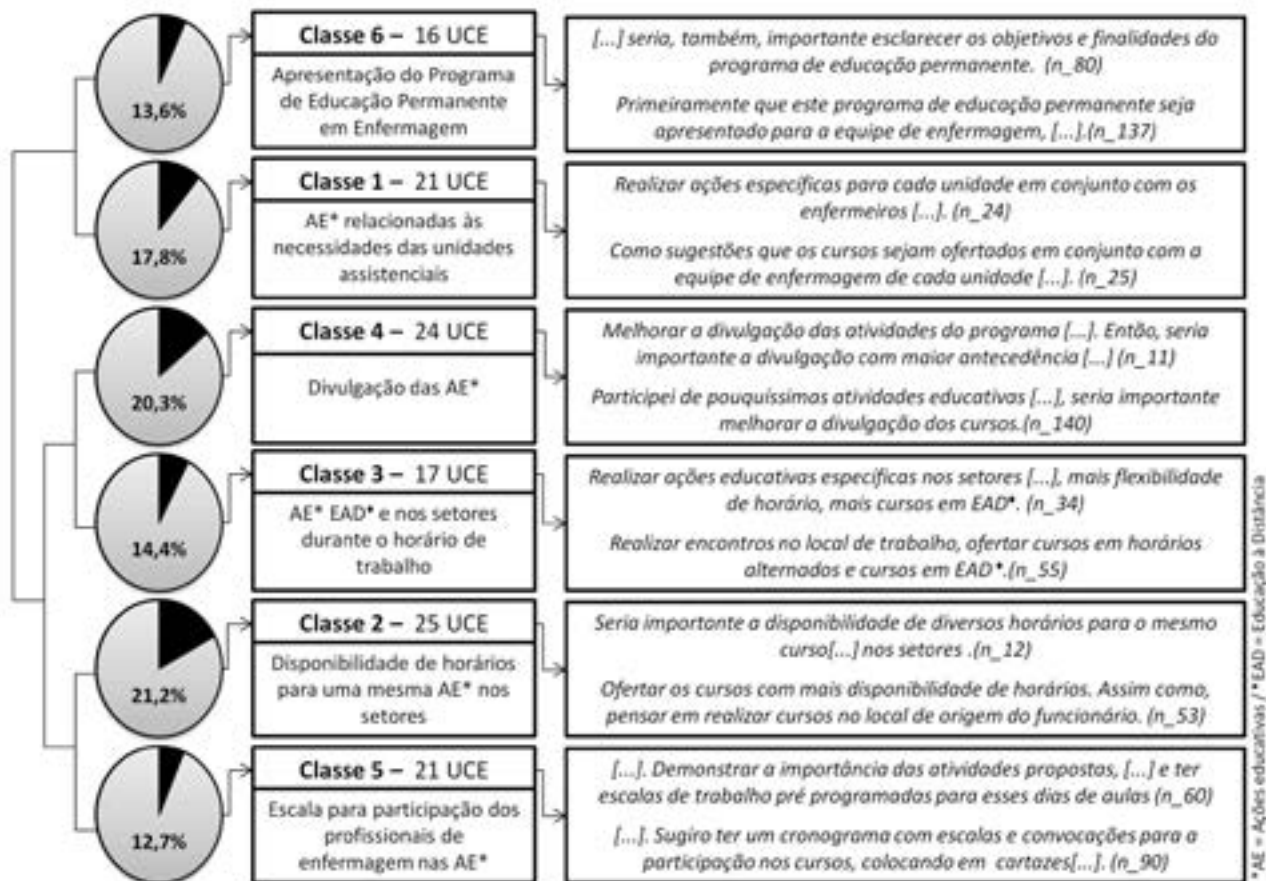 13,6%
Classe 6 – 16 UCE
Apresentação do Programa
de Educação Permanente
em Enfermagem
[...] seria, também, importante esclarecer os objetivos e finalidades do
programa de educação permanente. (n_80)
Primeiramente que este programa de educação permanente seja
apresentado para a equipe de enfermagem, [...].(n_137)
17,8%
Classe 1 – 21 UCE
AE* relacionadas às
necessidades das unidades
assistenciais
Realizar ações específicas para cada unidade em conjunto com os
enfermeiros [...]. (n_24)
Como sugestões que os cursos sejam ofertados em conjunto com a
equipe de enfermagem de cada unidade [...]. (n_25)
20,3%
Classe 4 – 24 UCE
Divulgação das AE*
Melhorar a divulgação das atividades do programa [...]. Então, seria
importante a divulgação com maior antecedência [...] (n_11)
Participei de pouquíssimas atividades educativas [...], seria importante
melhorar a divulgação dos cursos.(n_140)
14,4%
Classe 3 – 17 UCE
AE* EAD* e nos setores
durante o horário de
trabalho
Realizar ações educativas específicas nos setores [...], mais flexibilidade
de horário, mais cursos em EAD*. (n_34)
Realizar encontros no local de trabalho, ofertar cursos em horários
alternados e cursos em EAD*.(n_55)
21,2%
Classe 2 – 25 UCE
Disponibilidade de horários
para uma mesma AE* nos
setores
Seria importante a disponibilidade de diversos horários para o mesmo
curso[...] nos setores .(n_12)
Ofertar os cursos com mais disponibilidade de horários. Assim como,
pensar em realizar cursos no local de origem do funcionário. (n_53)
12,7%
Classe 5 – 21 UCE
Escala para participação dos
profissionais de
enfermagem nas AE*
[...]. Demonstrar a importância das atividades propostas, [...] e ter
escalas de trabalho pré programadas para esses dias de aulas (n_60)
[...]. Sugiro ter um cronograma com escalas e convocações para a
participação nos cursos, colocando em cartazes[...]. (n_90)
*AE = Ações educativas / *EAD = Educação à Distância